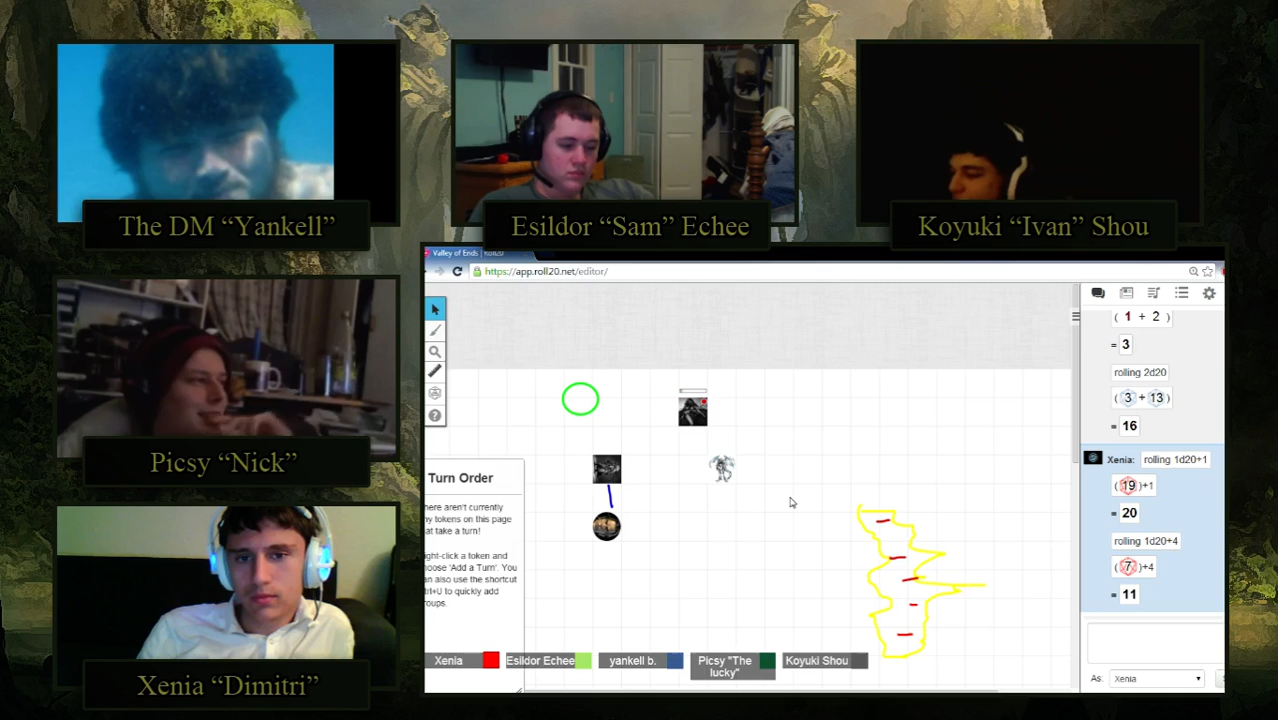 The DM “Yankell”
Esildor “Sam” Echee
Koyuki “Ivan” Shou
Picsy “Nick”
Xenia “Dimitri”
Valley of Ends | Roll20
https://app.roll20.net/editor/
( 1 + 2 )
= 3
rolling 2d20
( 3 + 13 )
= 16
Xenia: rolling 1d20+1
( 19 )+1
= 20
rolling 1d20+4
( 7 )+4
= 11
Turn Order
here aren't currently
ny tokens on this page
at take a turn!
ight-click a token and
hoose 'Add a Turn'. You
an also use the shortcut
trl+U to quickly add
roups.
Xenia
Esildor Echee
yankell b.
Picsy "The
lucky"
Koyuki Shou
As: Xenia